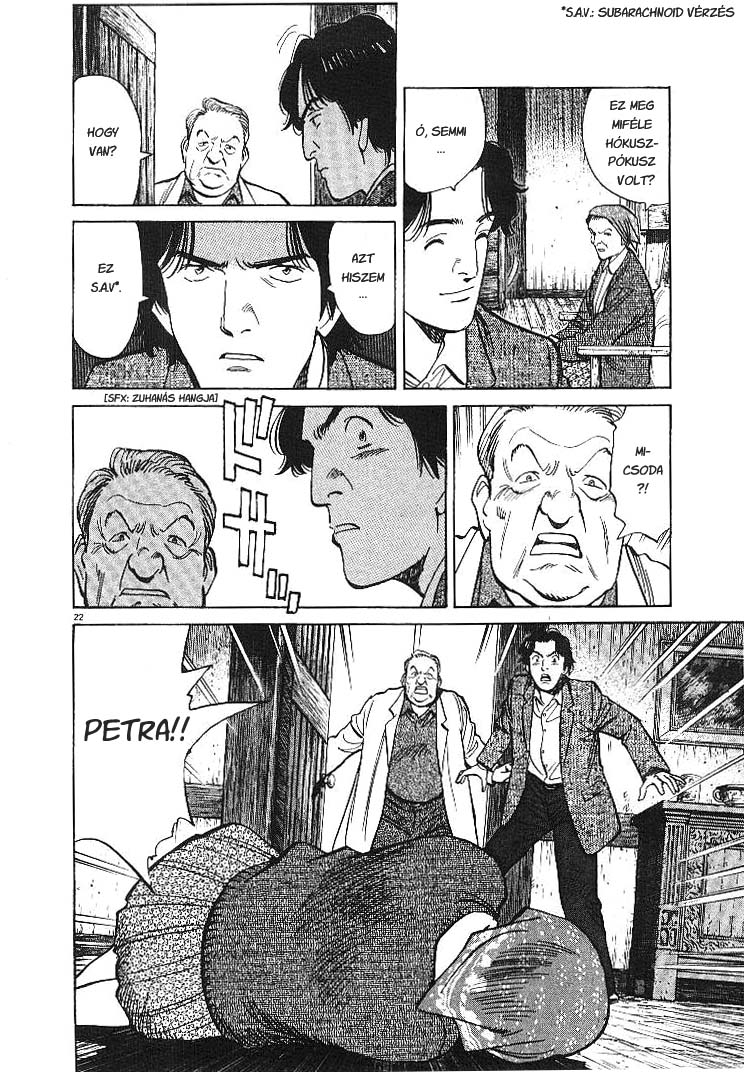 *S.A.V.: SUBARACHNOID VÉRZÉS
EZ MEG
MIFÉLE
HÓKUSZ-
PÓKUSZ
VOLT?
Ó, SEMMI
...
HOGY
VAN?
AZT
HISZEM
...
EZ
S.A.V*.
MI-
CSODA
?!
[SFX: ZUHANÁS HANGJA]
ドサッ
22
PETRA!!